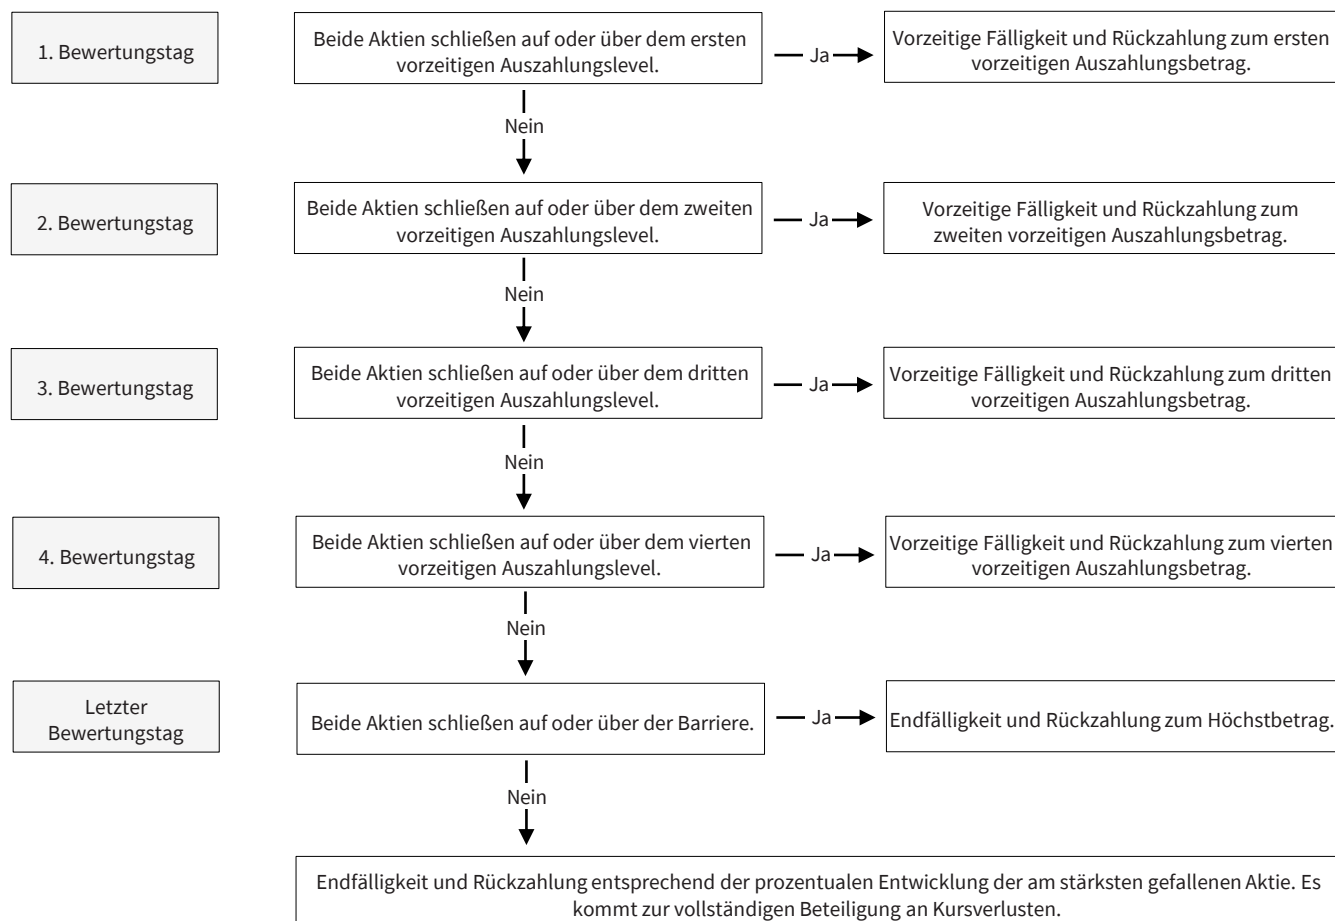 1. Bewertungstag
Beide Aktien schließen auf oder über dem ersten
vorzeitigen Auszahlungslevel.
Ja
Vorzeitige Fälligkeit und Rückzahlung zum ersten
vorzeitigen Auszahlungsbetrag.
Nein
2. Bewertungstag
Beide Aktien schließen auf oder über dem zweiten
vorzeitigen Auszahlungslevel.
Ja
Vorzeitige Fälligkeit und Rückzahlung zum
zweiten vorzeitigen Auszahlungsbetrag.
Nein
3. Bewertungstag
Beide Aktien schließen auf oder über dem dritten
vorzeitigen Auszahlungslevel.
Ja
Vorzeitige Fälligkeit und Rückzahlung zum dritten
vorzeitigen Auszahlungsbetrag.
Nein
4. Bewertungstag
Beide Aktien schließen auf oder über dem vierten
vorzeitigen Auszahlungslevel.
Ja
Vorzeitige Fälligkeit und Rückzahlung zum vierten
vorzeitigen Auszahlungsbetrag.
Nein
Letzter
Bewertungstag
Beide Aktien schließen auf oder über der Barriere.
Ja
Endfälligkeit und Rückzahlung zum Höchstbetrag.
Nein
Endfälligkeit und Rückzahlung entsprechend der prozentualen Entwicklung der am stärksten gefallenen Aktie. Es
kommt zur vollständigen Beteiligung an Kursverlusten.